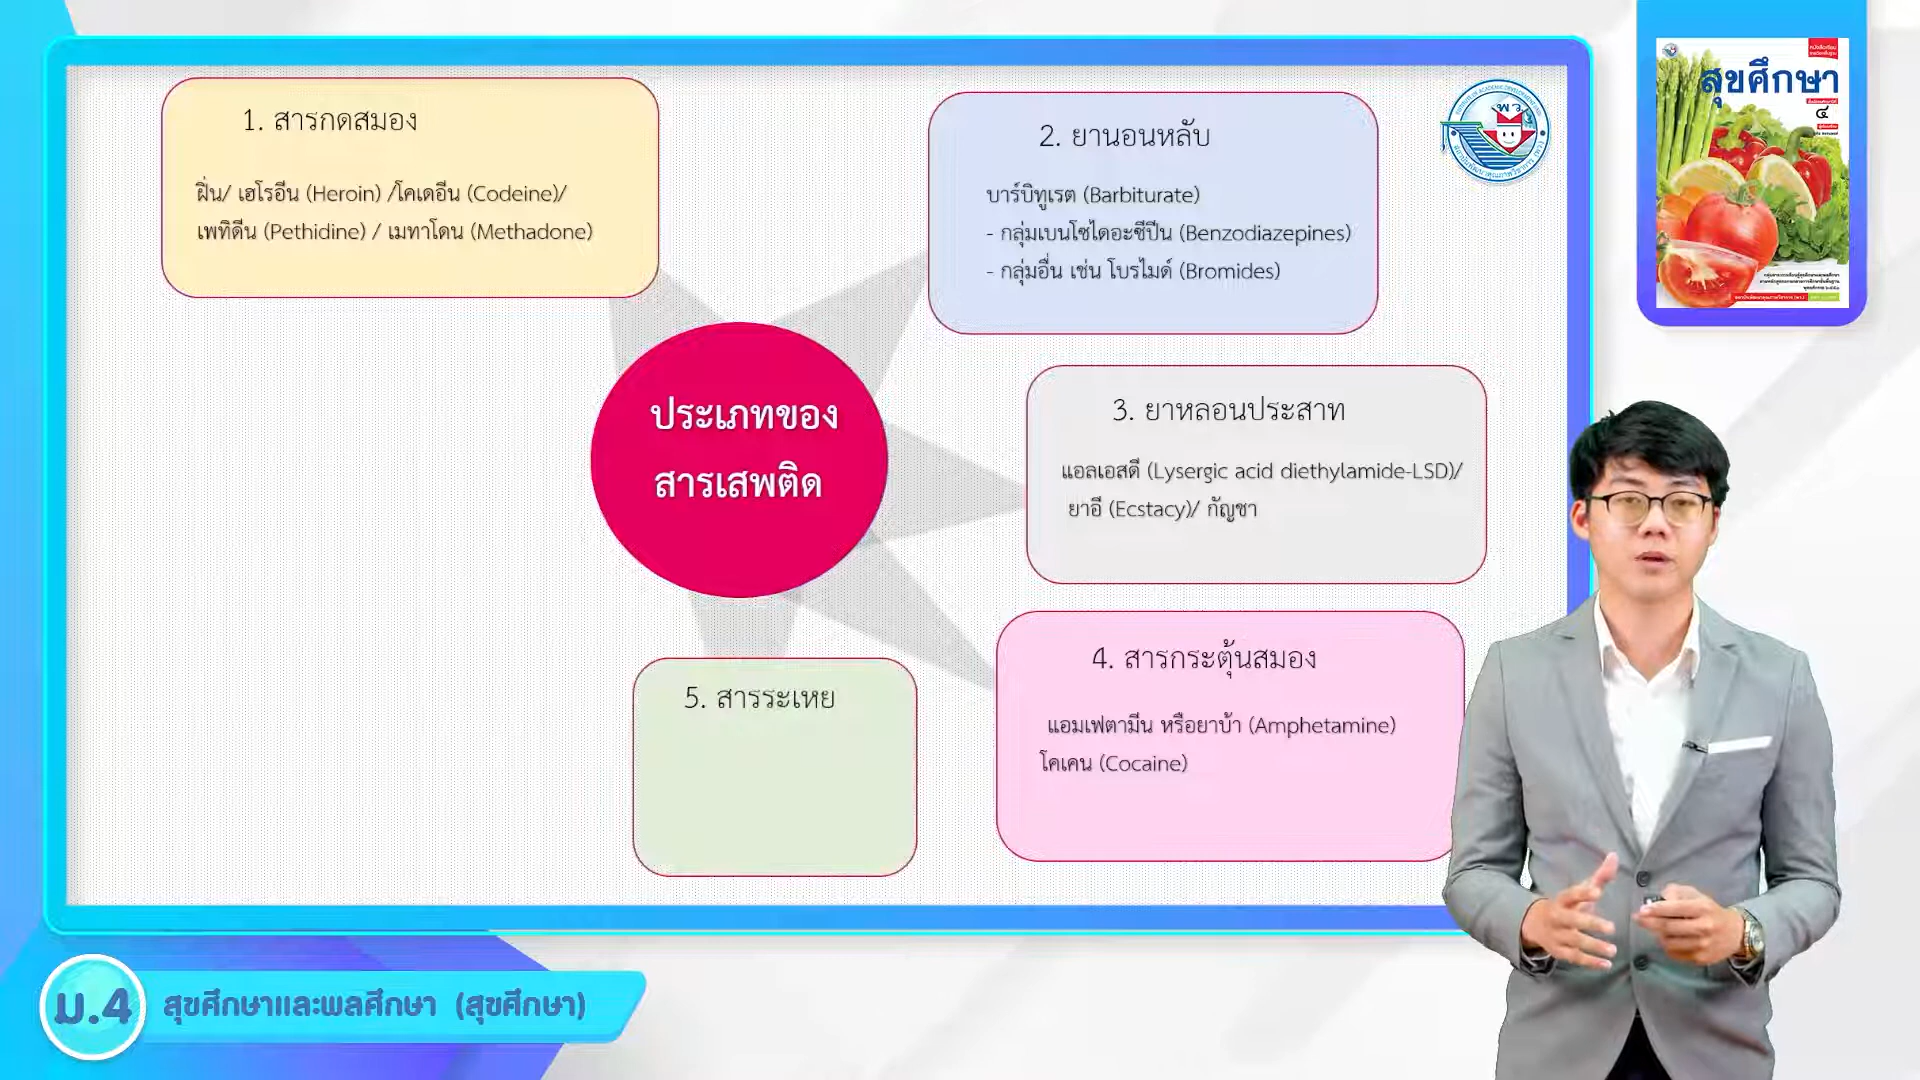 1. สารกดสมอง
ฝิ่น/ เฮโรอีน (Heroin) /โคเดอีน (Codeine)/
เพทิดีน (Pethidine) / เมทาโดน (Methadone)
2. ยานอนหลับ
บาร์บิทูเรต (Barbiturate)
- กลุ่มเบนโซไดอะซีปีน (Benzodiazepines)
- กลุ่มอื่น เช่น โบรไมด์ (Bromides)
ประเภทของ
สารเสพติด
3. ยาหลอนประสาท
แอลเอสดี (Lysergic acid diethylamide-LSD)/
ยาอี (Ecstacy)/ กัญชา
4. สารกระตุ้นสมอง
แอมเฟตามีน หรือยาบ้า (Amphetamine)
โคเคน (Cocaine)
5. สารระเหย
พว.
สุขศึกษา
๔
ม.4 สุขศึกษาและพลศึกษา (สุขศึกษา)